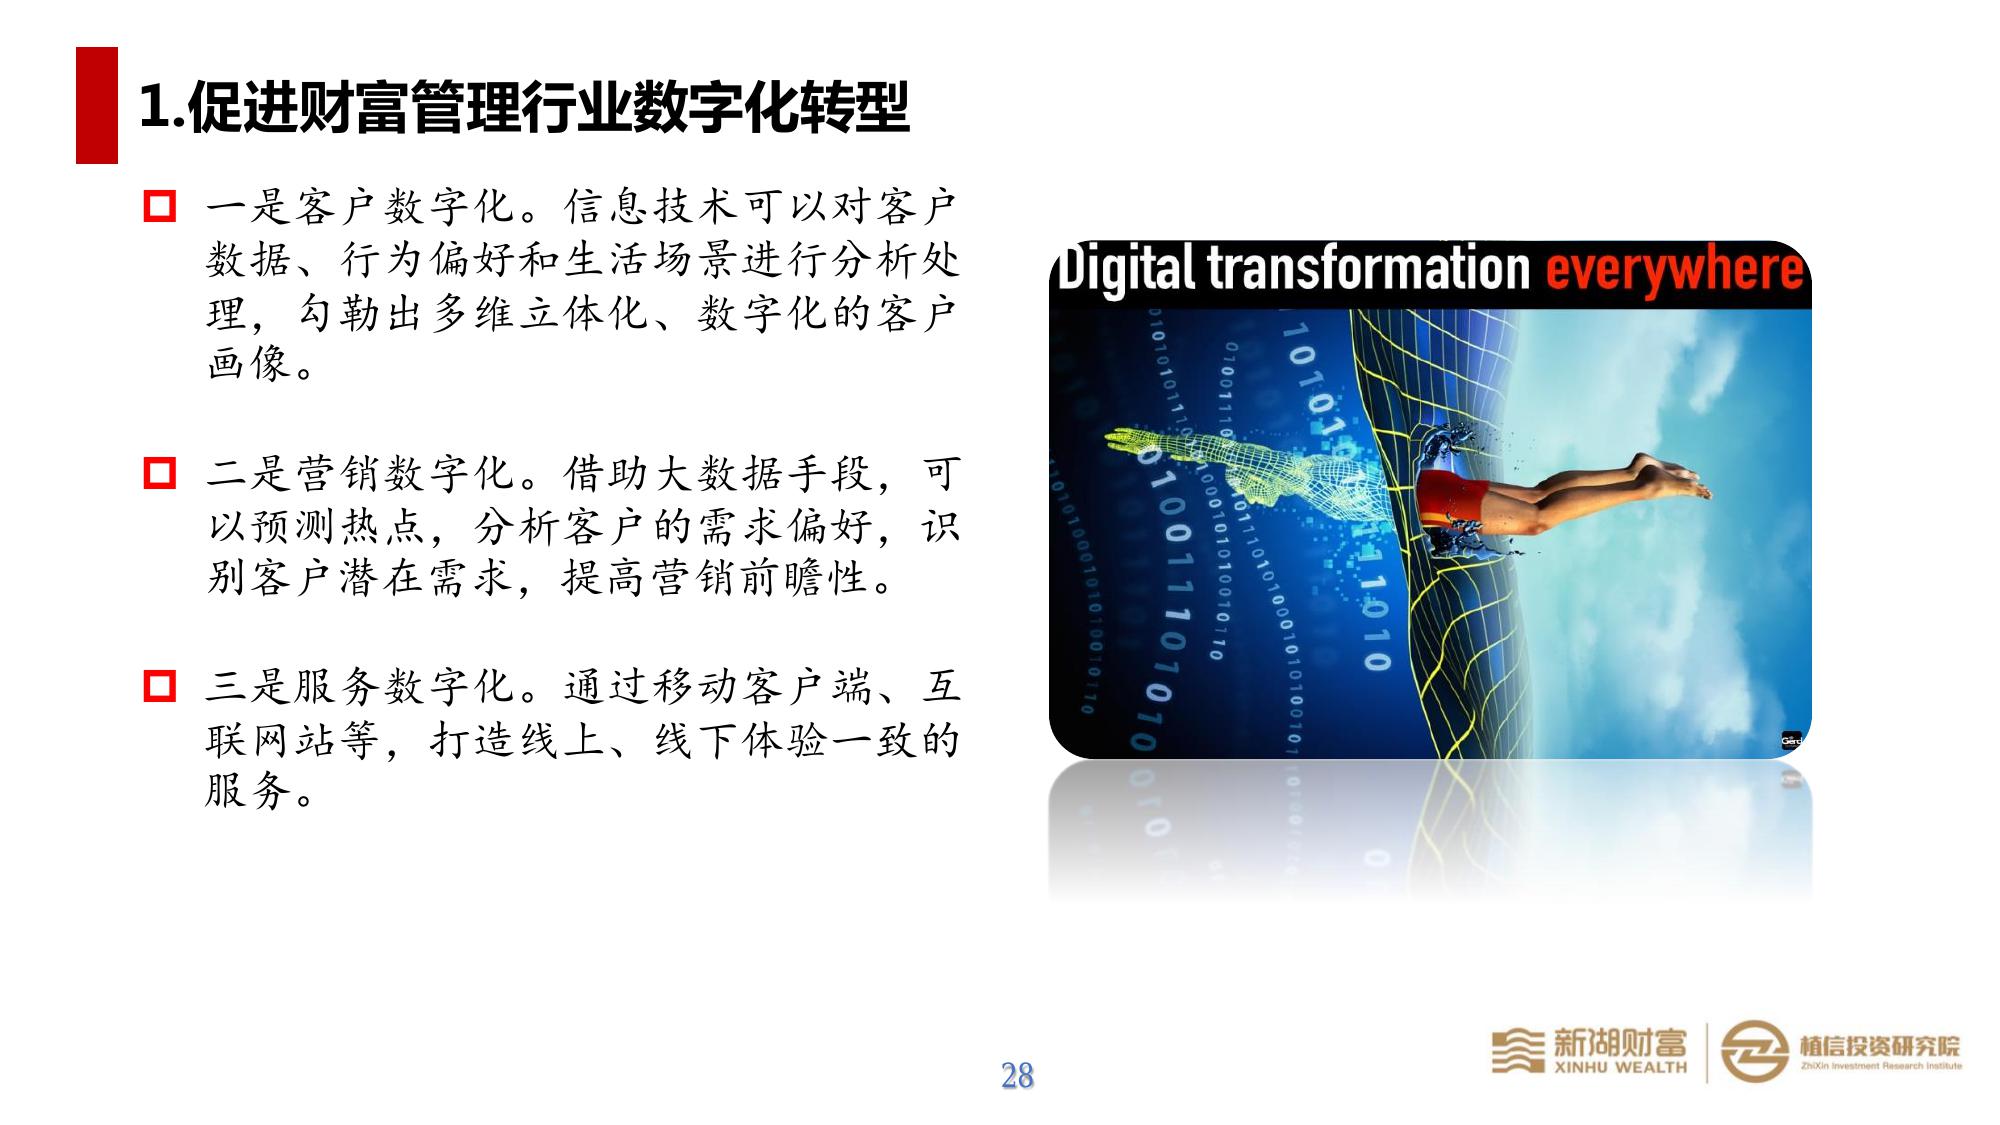 1.促进财富管理行业数字化转型
一是客户数字化。信息技术可以对客户
数据、行为偏好和生活场景进行分析处
理，勾勒出多维立体化、数字化的客户
画像。
二是营销数字化。借助大数据手段，可
以预测热点，分析客户的需求偏好，识
别客户潜在需求，提高营销前瞻性。
三是服务数字化。通过移动客户端、互
联网站等，打造线上、线下体验一致的
服务。
Digital transformation everywhere
Gerd
28
新湖财富
XINHU WEALTH
植信投资研究院
ZhiXin Investment Research Institute